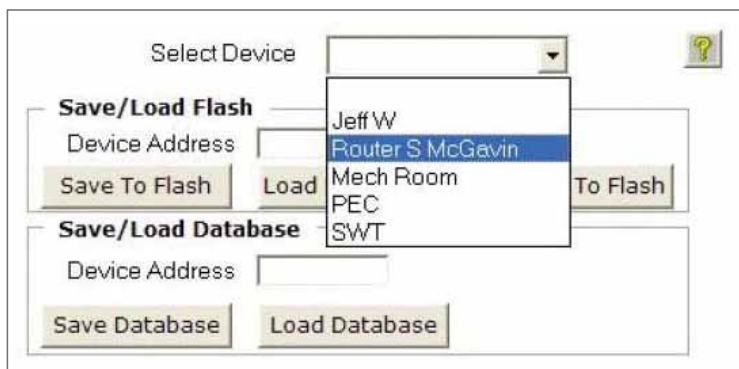 Select Device
?
Save/Load Flash
Jeff W
Device Address
Router S McGavin
Save To Flash Load Mech Room To Flash
PEC
Save/Load Database
SWT
Device Address
Save Database Load Database